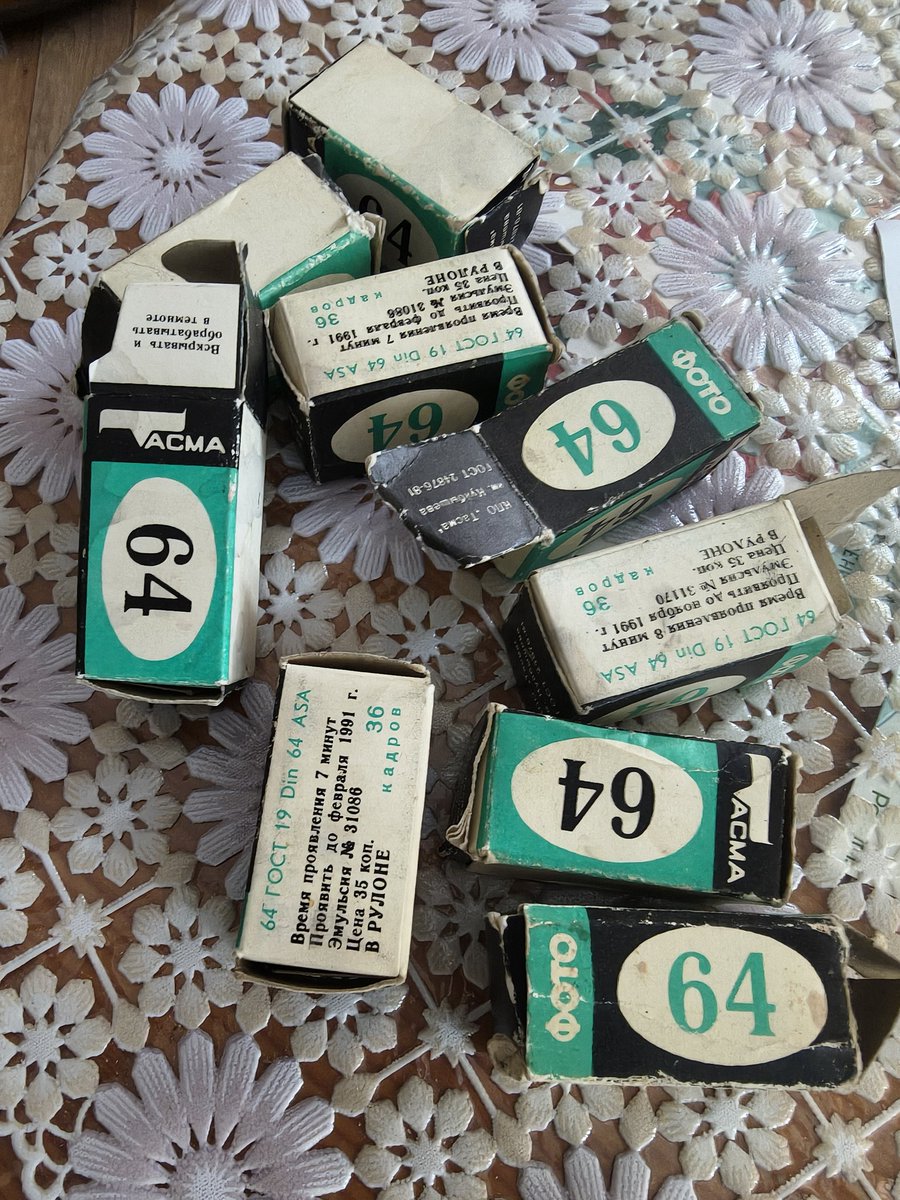 64
Время проявления 7 минут
Проявить до февраля 1991 г.
Эмульсия № 31086
Цена 35 коп.
В РУЛОНЕ
36
кадров
64
Вскрывать и
обрабатывать
в темноте
ТАСМА
64
64 ГОСТ 19 Din 64 ASA
ФОТО
64
64
НПО „Тасма"
им. Куйбышева
ГОСТ 24876-81
64 ГОСТ 19 Din 64 ASA
Время проявления 8 минут
Проявить до ноября 1991 г.
Эмульсия № 31170
Цена 35 коп.
В РУЛОНЕ
36
кадров
64
64 ГОСТ 19 Din 64 ASA
Время проявления 7 минут
Проявить до февраля 1991 г.
Эмульсия № 31086
Цена 35 коп.
В РУЛОНЕ
36
кадров
64
ТАСМА
ФОТО
64